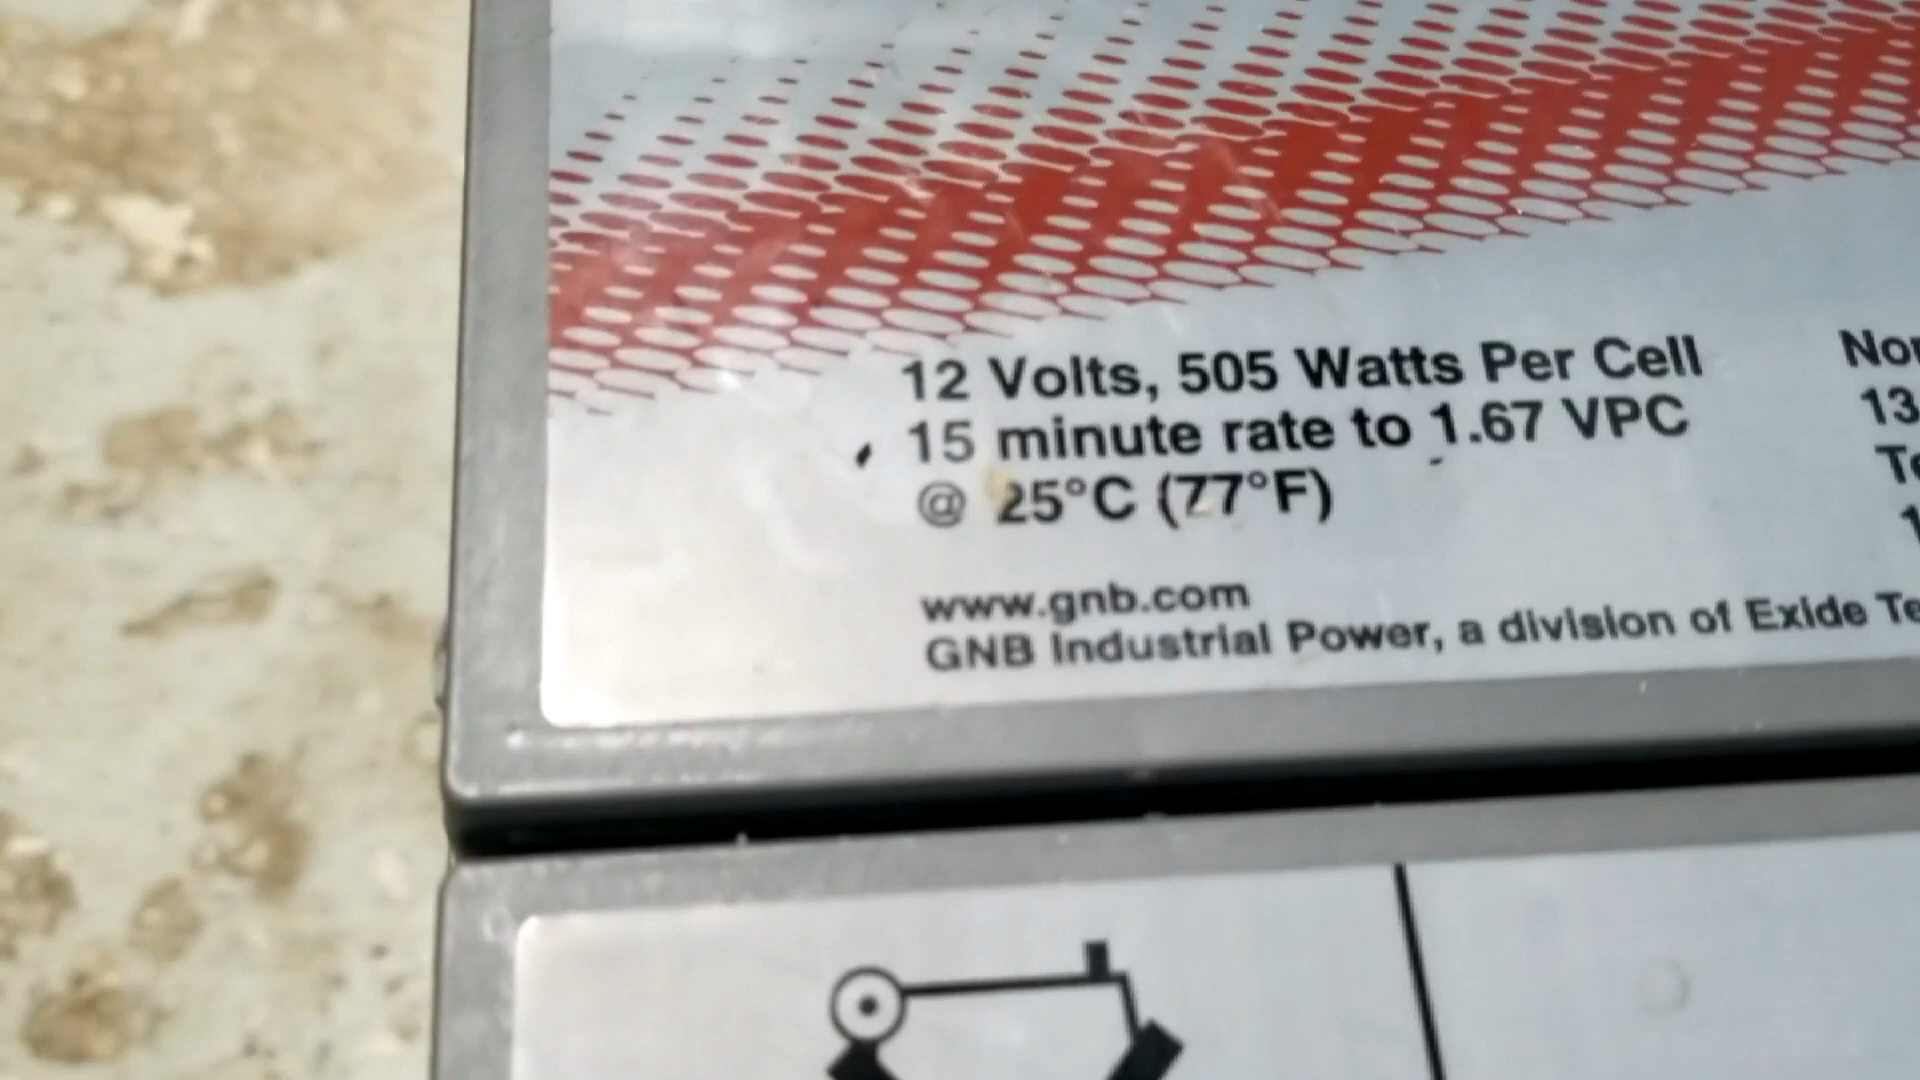 12 Volts, 505 Watts Per Cell
15 minute rate to 1.67 VPC
@ 25°C (77°F)
www.gnb.com
GNB Industrial Power, a division of Exide
13